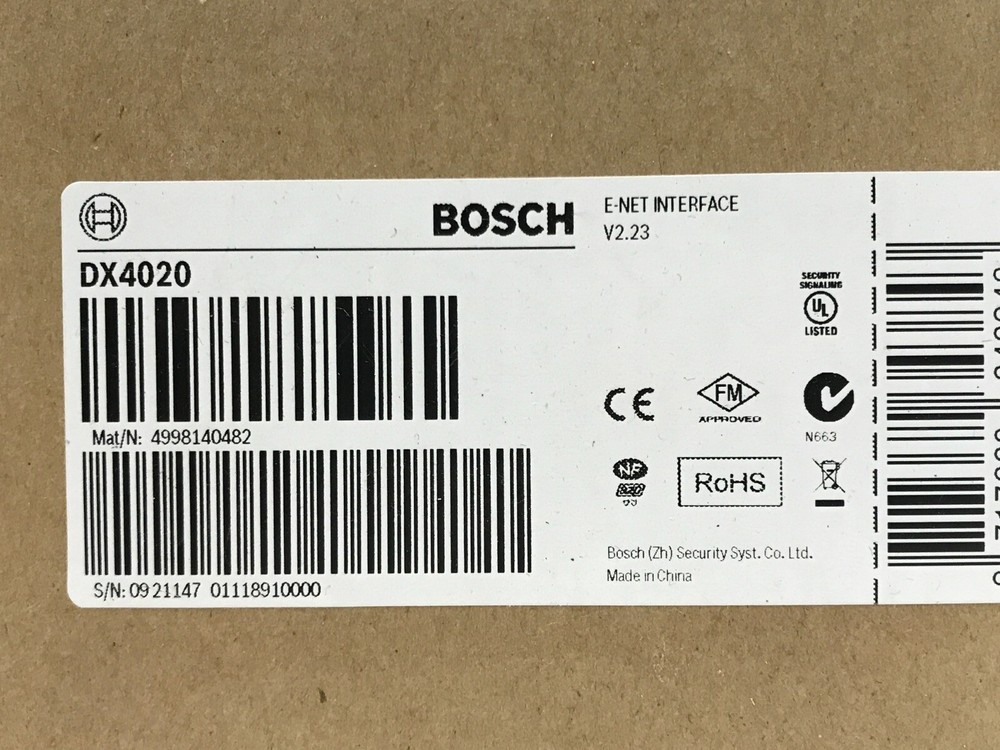 BOSCH
DX4020
Mat/N: 4998140482
S/N: 09 21147 01118910000
E-NET INTERFACE
V2.23
SECURITY
SIGNALING
UL
LISTED
CE
FM
APPROVED
N663
NF
RoHS
Bosch (Zh) Security Syst. Co. Ltd.
Made in China